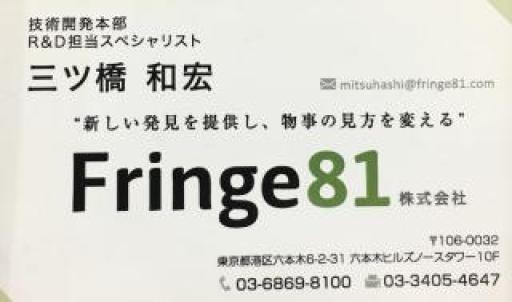 技術開発本部
R&D担当スペシャリスト
三ツ橋 和宏
mitsuhashi@fringe81.com
“新しい発見を提供し、物事の見方を変える”
Fringe81 株式会社
〒106-0032
東京都港区六本木6-2-31 六本木ヒルズノースタワー10F
03-6869-8100 03-3405-4647